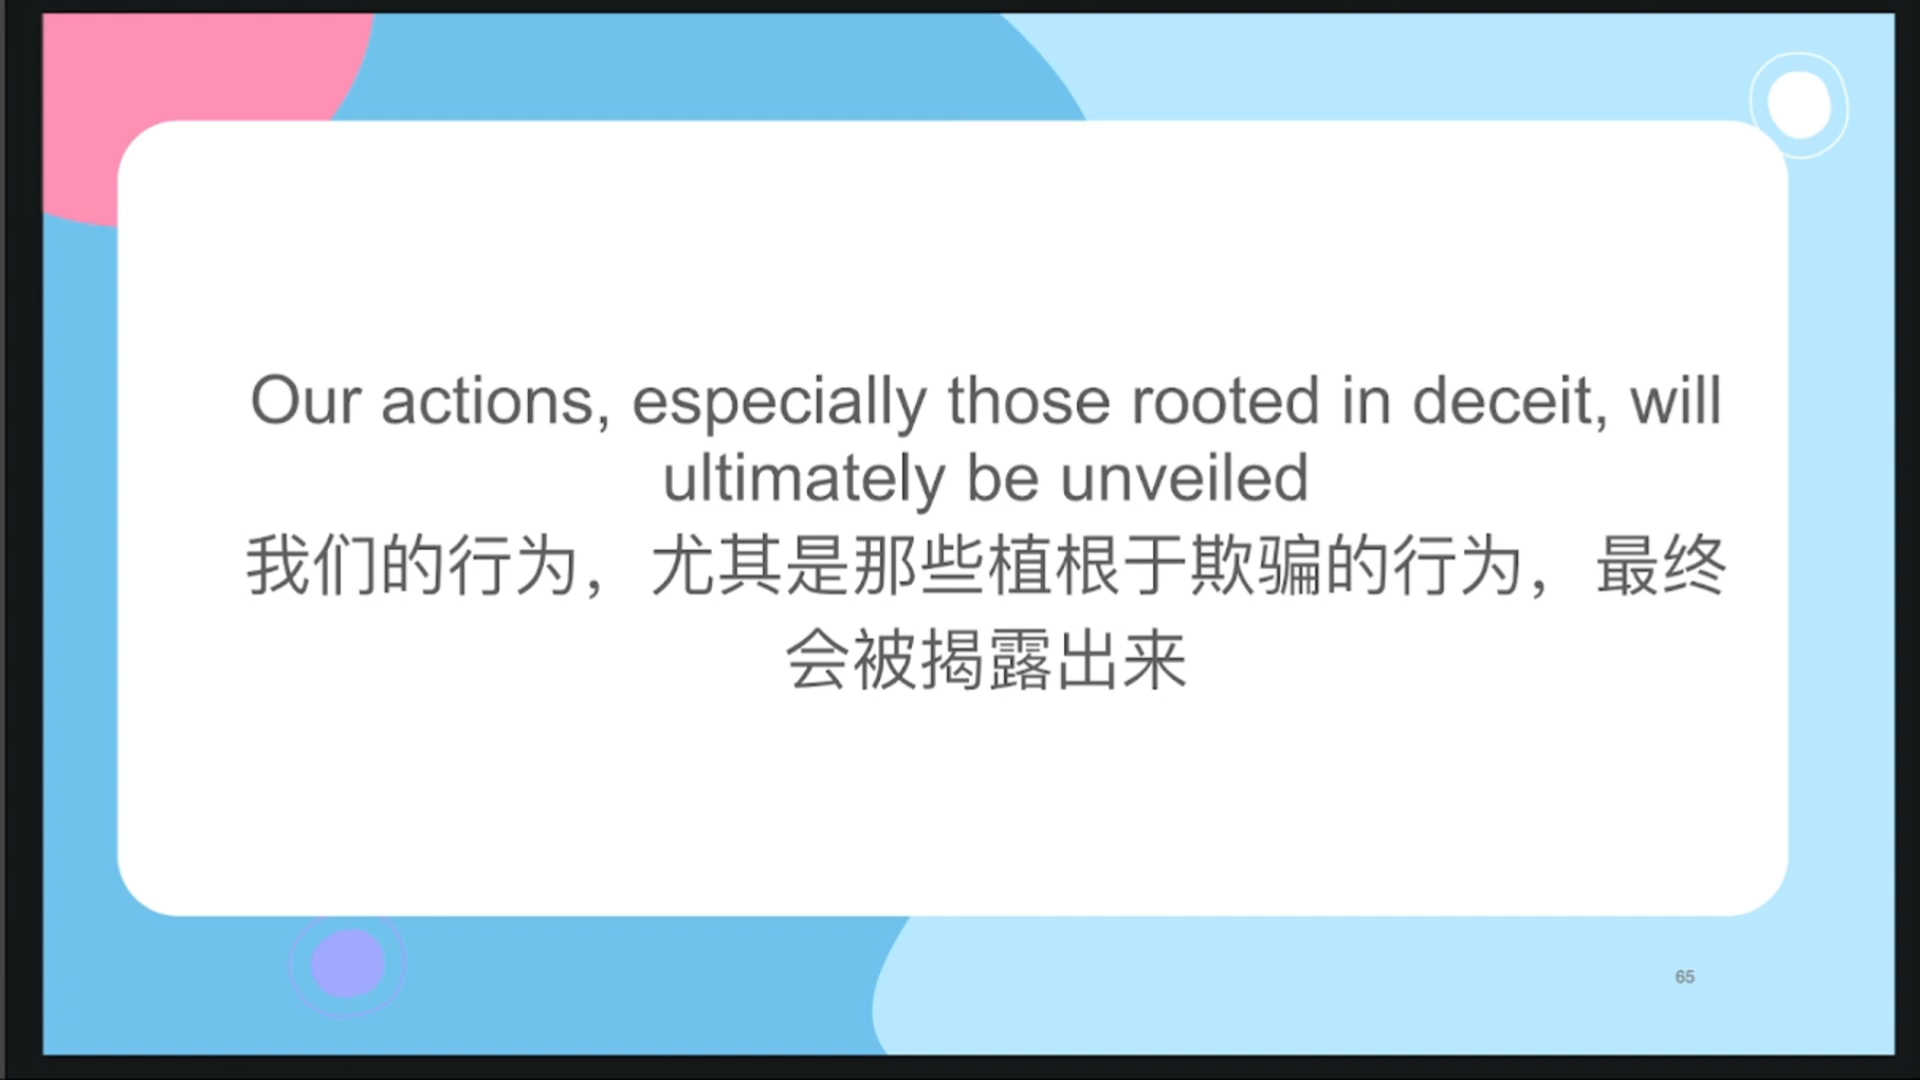 Our actions, especially those rooted in deceit, will
ultimately be unveiled
我们的行为，尤其是那些植根于欺骗的行为，最终
会被揭露出来
65